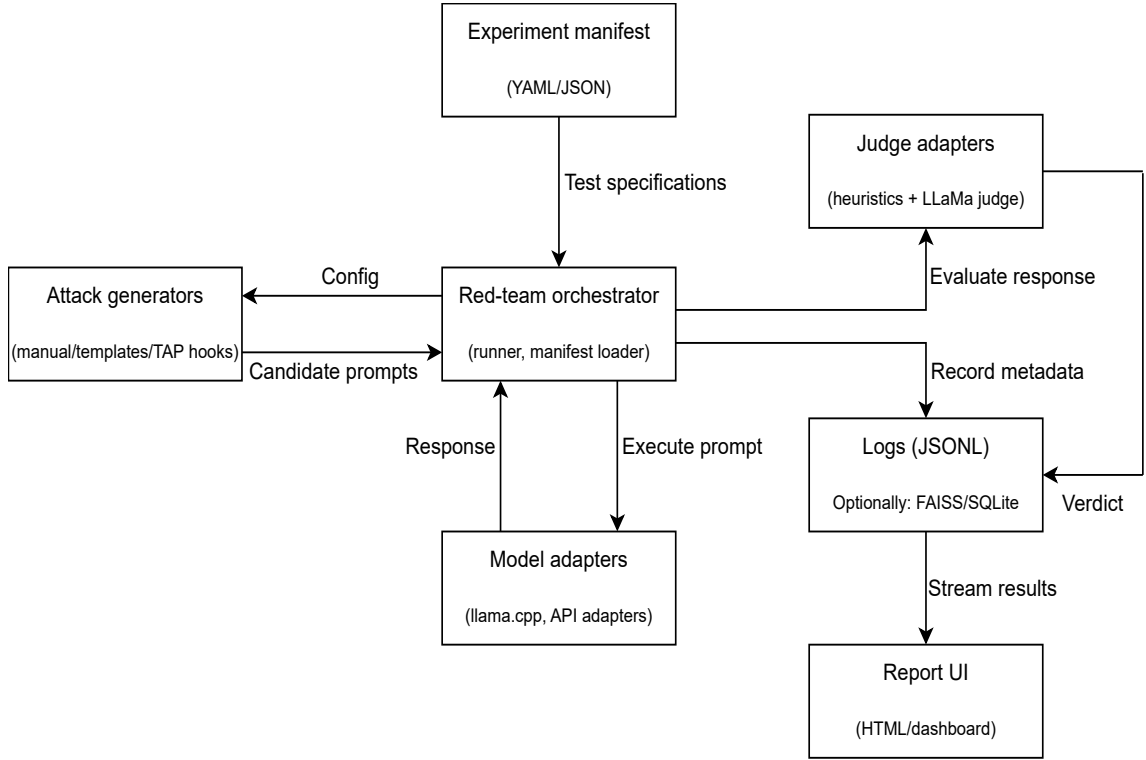 Experiment manifest
(YAML/JSON)
Test specifications
Judge adapters
(heuristics + LLaMa judge)
Evaluate response
Attack generators
(manual/templates/TAP hooks)
Config
Candidate prompts
Red-team orchestrator
(runner, manifest loader)
Record metadata
Response
Execute prompt
Logs (JSONL)
Optionally: FAISS/SQLite
Verdict
Model adapters
(llama.cpp, API adapters)
Stream results
Report UI
(HTML/dashboard)